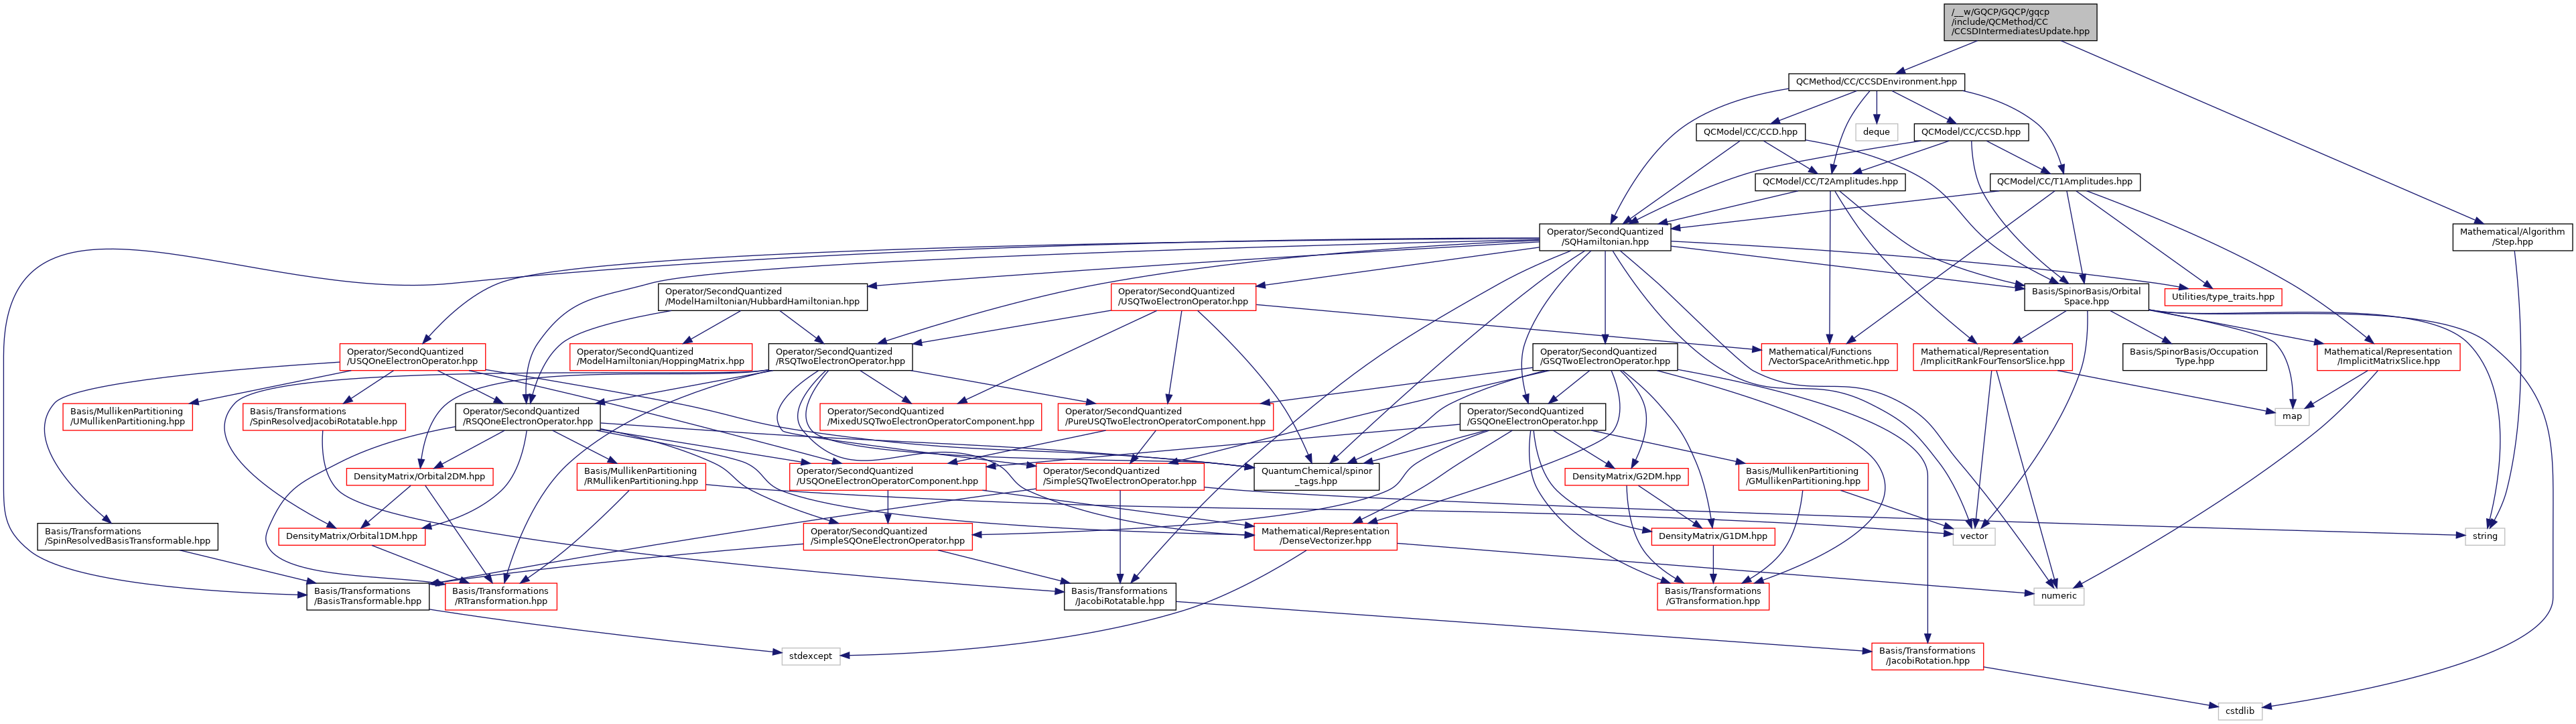 /__w/GQCP/GQCP/gqcp
/include/QCMethod/CC
/CCSDIntermediatesUpdate.hpp
QCMethod/CC/CCSDEnvironment.hpp
QCModel/CC/CCD.hpp
deque
QCModel/CC/CCSD.hpp
QCModel/CC/T2Amplitudes.hpp
QCModel/CC/T1Amplitudes.hpp
Operator/SecondQuantized
/SQHamiltonian.hpp
Mathematical/Algorithm
/Step.hpp
Operator/SecondQuantized
/ModelHamiltonian/HubbardHamiltonian.hpp
Operator/SecondQuantized
/USQTwoElectronOperator.hpp
Basis/SpinorBasis/Orbital
Space.hpp
Utilities/type_traits.hpp
Operator/SecondQuantized
/USQOneElectronOperator.hpp
Operator/SecondQuantized
/ModelHamiltonian/HoppingMatrix.hpp
Operator/SecondQuantized
/RSQTwoElectronOperator.hpp
Operator/SecondQuantized
/GSQTwoElectronOperator.hpp
Mathematical/Functions
/VectorSpaceArithmetic.hpp
Mathematical/Representation
/ImplicitRankFourTensorSlice.hpp
Basis/SpinorBasis/Occupation
Type.hpp
Mathematical/Representation
/ImplicitMatrixSlice.hpp
Basis/MullikenPartitioning
/UMullikenPartitioning.hpp
Basis/Transformations
/SpinResolvedJacobiRotatable.hpp
Operator/SecondQuantized
/RSQOneElectronOperator.hpp
Operator/SecondQuantized
/MixedUSQTwoElectronOperatorComponent.hpp
Operator/SecondQuantized
/PureUSQTwoElectronOperatorComponent.hpp
Operator/SecondQuantized
/GSQOneElectronOperator.hpp
map
DensityMatrix/Orbital2DM.hpp
Basis/MullikenPartitioning
/RMullikenPartitioning.hpp
Operator/SecondQuantized
/USQOneElectronOperatorComponent.hpp
Operator/SecondQuantized
/SimpleSQTwoElectronOperator.hpp
QuantumChemical/spinor
_tags.hpp
DensityMatrix/G2DM.hpp
Basis/MullikenPartitioning
/GMullikenPartitioning.hpp
Basis/Transformations
/SpinResolvedBasisTransformable.hpp
DensityMatrix/Orbital1DM.hpp
Operator/SecondQuantized
/SimpleSQOneElectronOperator.hpp
Mathematical/Representation
/DenseVectorizer.hpp
DensityMatrix/G1DM.hpp
vector
string
Basis/Transformations
/BasisTransformable.hpp
Basis/Transformations
/RTransformation.hpp
Basis/Transformations
/JacobiRotatable.hpp
Basis/Transformations
/GTransformation.hpp
numeric
stdexcept
Basis/Transformations
/JacobiRotation.hpp
cstdlib